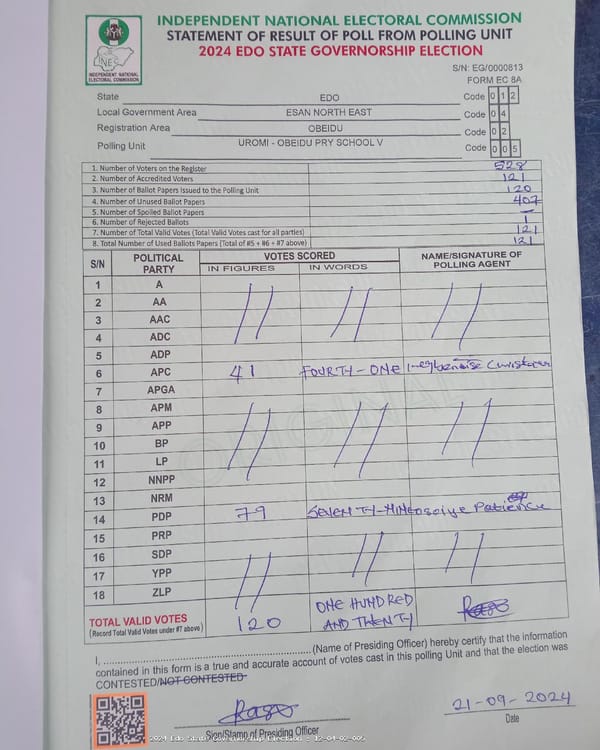 INDEPENDENT NATIONAL ELECTORAL COMMISSION
STATEMENT OF RESULT OF POLL FROM POLLING UNIT
2024 EDO STATE GOVERNORSHIP ELECTION
INEC
INDEPENDENT NATIONAL ELECTORAL COMMISSION
S/N: EG/0000813
FORM EC 8A
State EDO Code 0 1 2
Local Government Area ESAN NORTH EAST Code 0 4
Registration Area OBEIDU Code 0 2
Polling Unit UROMI - OBEIDU PRY SCHOOL V Code 0 0 5
1. Number of Voters on the Register 528
2. Number of Accredited Voters 121
3. Number of Ballot Papers Issued to the Polling Unit 120
4. Number of Unused Ballot Papers 407
5. Number of Spoiled Ballot Papers –
6. Number of Rejected Ballots 1
7. Number of Total Valid Votes (Total Valid Votes cast for all parties) 121
8. Total Number of Used Ballots Papers (Total of #5 + #6 + #7 above) 121
S/N POLITICAL PARTY VOTES SCORED NAME/SIGNATURE OF POLLING AGENT
IN FIGURES IN WORDS
1 A
2 AA
3 AAC
4 ADC
5 ADP
6 APC 41 FOURTY-ONE
7 APGA
8 APM
9 APP
10 BP
11 LP
12 NNPP
13 NRM
14 PDP 79 SEVENTY-NINE Patience
15 PRP
16 SDP
17 YPP
18 ZLP
TOTAL VALID VOTES 120 ONE HUNDRED AND TWENTY
(Record Total Valid Votes under #7 above)
I, ....................(Name of Presiding Officer) hereby certify that the information
contained in this form is a true and accurate account of votes cast in this polling Unit and that the election was
CONTESTED/NOT CONTESTED
21-09-2024
Sign/Stamp of Presiding Officer Date
2024 Edo State Governorship Election - 12-04-02-005